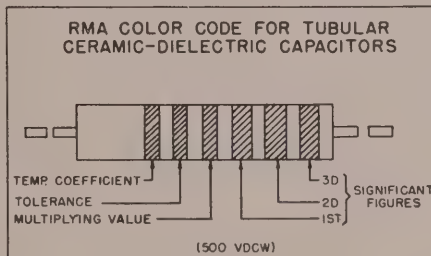 RMA COLOR CODE FOR TUBULAR
CERAMIC-DIELECTRIC CAPACITORS
TEMP. COEFFICIENT
TOLERANCE
MULTIPLYING VALUE
3D
2D
1ST
SIGNIFICANT
FIGURES
(500 VDCW)